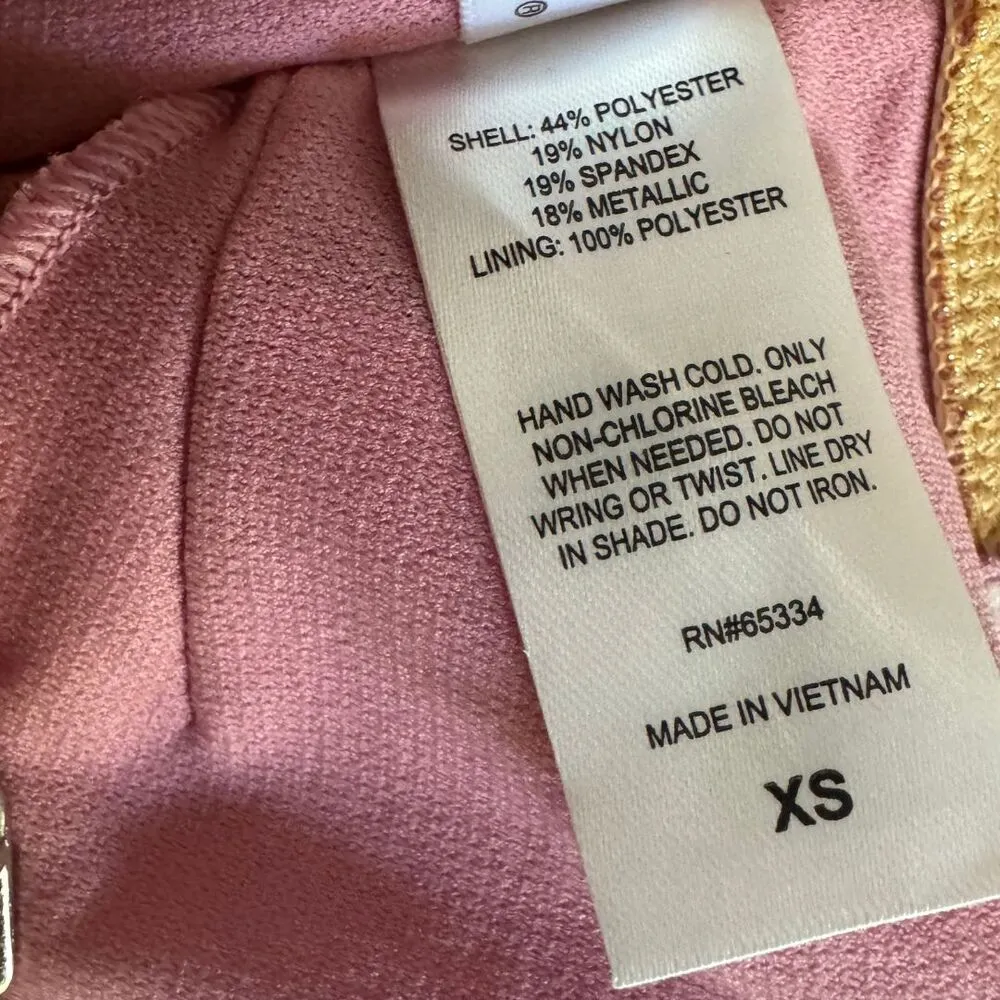 ®
SHELL: 44% POLYESTER
19% NYLON
19% SPANDEX
18% METALLIC
LINING: 100% POLYESTER
HAND WASH COLD. ONLY
NON-CHLORINE BLEACH
WHEN NEEDED. DO NOT
WRING OR TWIST. LINE DRY
IN SHADE. DO NOT IRON.
RN#65334
MADE IN VIETNAM
XS